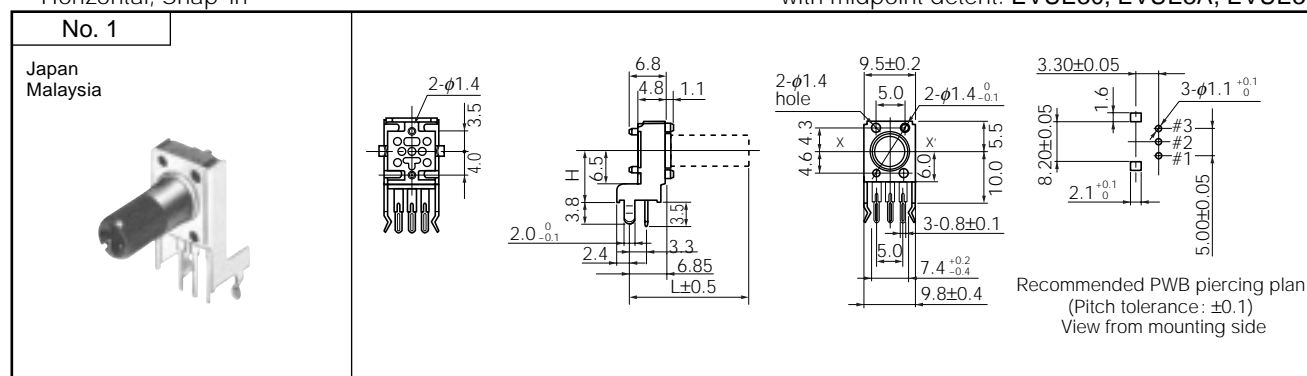 Horizontal, Snap-in
with midpoint detent: EVUE30, EVUE3A,
No. 1
Japan
Malaysia
2-ϕ1.4
3.5
4.0
6.8
4.8
1.1
6.5
H
3.8
3.5
2.0 0 -0.1
2.4
3.3
6.85
L±0.5
2-ϕ1.4
hole
9.5±0.2
5.0
2-ϕ1.4 0 -0.1
4.3
4.6
X
X'
5.5
6.0
10.0
3-0.8±0.1
5.0
7.4 +0.2 -0.4
9.8±0.4
3.30±0.05
1.6
3-ϕ1.1 +0.1 0
#3
#2
#1
8.20±0.05
2.1 +0.1 0
5.00±0.05
Recommended PWB piercing plan
(Pitch tolerance: ±0.1)
View from mounting side